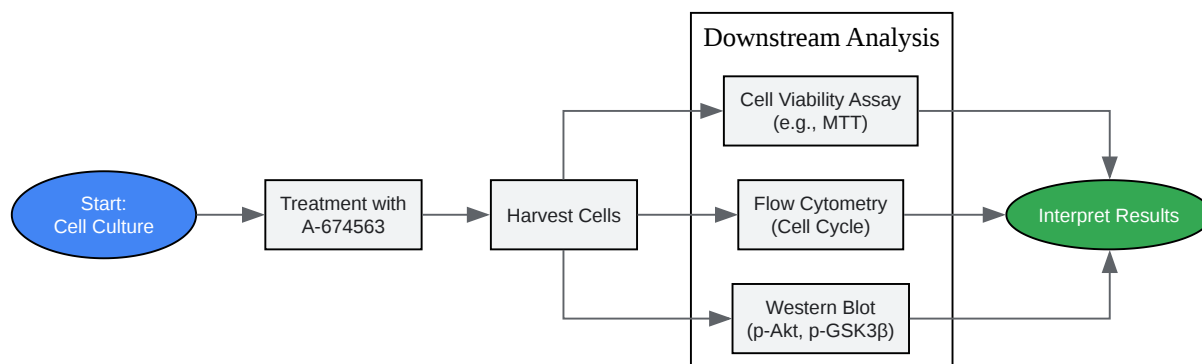 Start:
Cell Culture
Treatment with
A-674563
Harvest Cells
Downstream Analysis
Cell Viability Assay
(e.g., MTT)
Flow Cytometry
(Cell Cycle)
Western Blot
(p-Akt, p-GSK3β)
Interpret Results